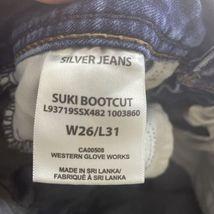 SILVER JEANS
SUKI BOOTCUT
L93719SSX482 1003860
W26/L31
CA00508
WESTERN GLOVE WORKS
MADE IN SRI LANKA/
FABRIQUÉ À SRI LANKA